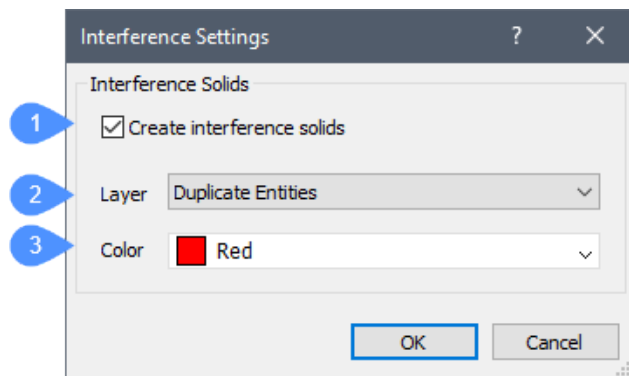 Interference Settings ?
Interference Solids
1 Create interference solids
2 Layer Duplicate Entities
3 Color Red
OK Cancel